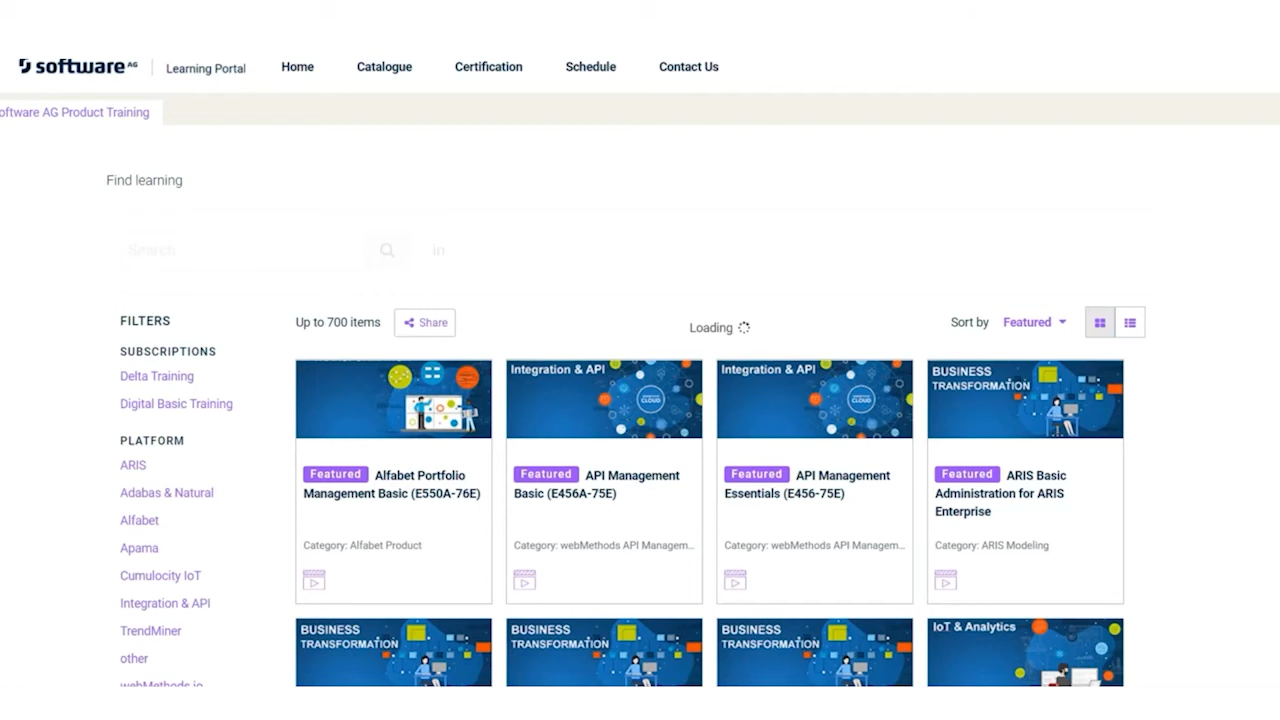 software AG
Learning Portal
Home
Catalogue
Certification
Schedule
Contact Us
oftware AG Product Training
Find learning
Search
in
FILTERS
Up to 700 items
Share
Loading
Sort by
Featured
SUBSCRIPTIONS
Delta Training
Digital Basic Training
PLATFORM
ARIS
Adabas & Natural
Alfabet
Apama
Cumulocity IoT
Integration & API
TrendMiner
other
webMethods.io
Featured Alfabet Portfolio
Management Basic (E550A-76E)
Category: Alfabet Product
Integration & API
Featured API Management
Basic (E456A-75E)
Category: webMethods API Managem...
Integration & API
Featured API Management
Essentials (E456-75E)
Category: webMethods API Managem...
BUSINESS
TRANSFORMATION
Featured ARIS Basic
Administration for ARIS
Enterprise
Category: ARIS Modeling
BUSINESS
TRANSFORMATION
BUSINESS
TRANSFORMATION
BUSINESS
TRANSFORMATION
IoT & Analytics